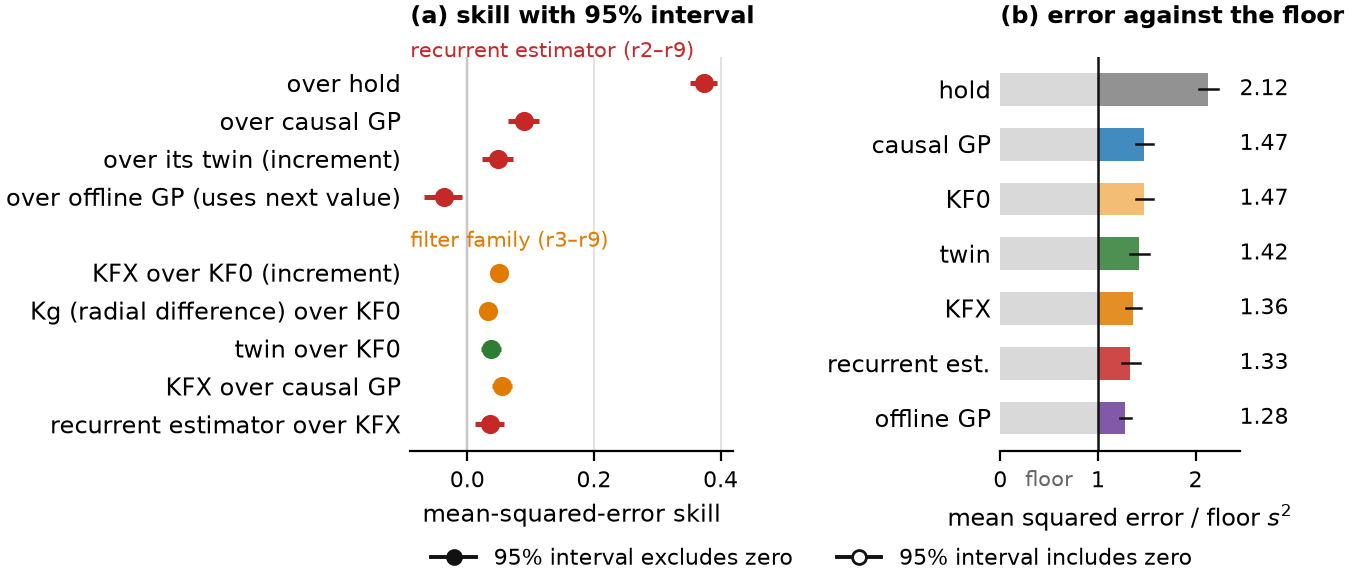 (a) skill with 95% interval
recurrent estimator (r2–r9)
over hold
over causal GP
over its twin (increment)
over offline GP (uses next value)
filter family (r3–r9)
KFX over KF0 (increment)
Kg (radial difference) over KF0
twin over KF0
KFX over causal GP
recurrent estimator over KFX
0.0 0.2 0.4
mean-squared-error skill
(b) error against the floor
hold 2.12
causal GP 1.47
KF0 1.47
twin 1.42
KFX 1.36
recurrent est. 1.33
offline GP 1.28
0 floor 1 2
mean squared error / floor s²
95% interval excludes zero
95% interval includes zero